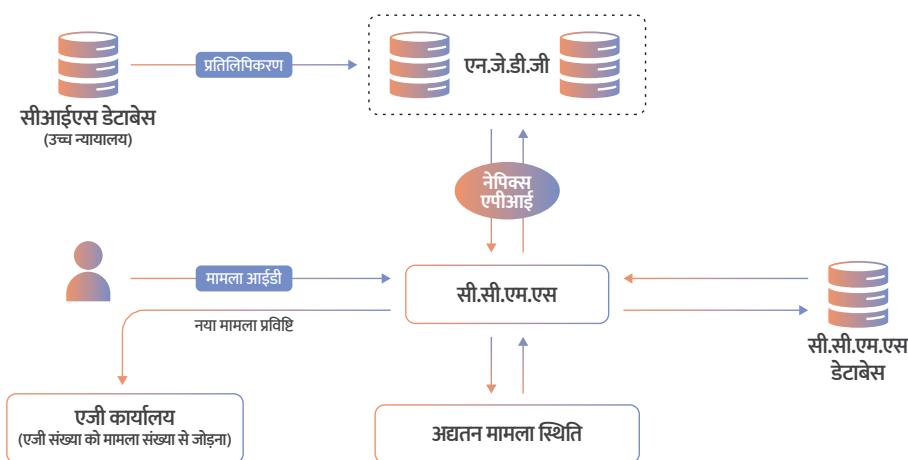 प्रतिलिपिकरण
एन.जे.डी.जी
सीआईएस डेटाबेस
(उच्च न्यायालय)
नेपिक्स
एपीआई
मामला आईडी
सी.सी.एम.एस
नया मामला प्रविष्टि
सी.सी.एम.एस
डेटाबेस
एजी कार्यालय
(एजी संख्या को मामला संख्या से जोड़ना)
अद्यतन मामला स्थिति